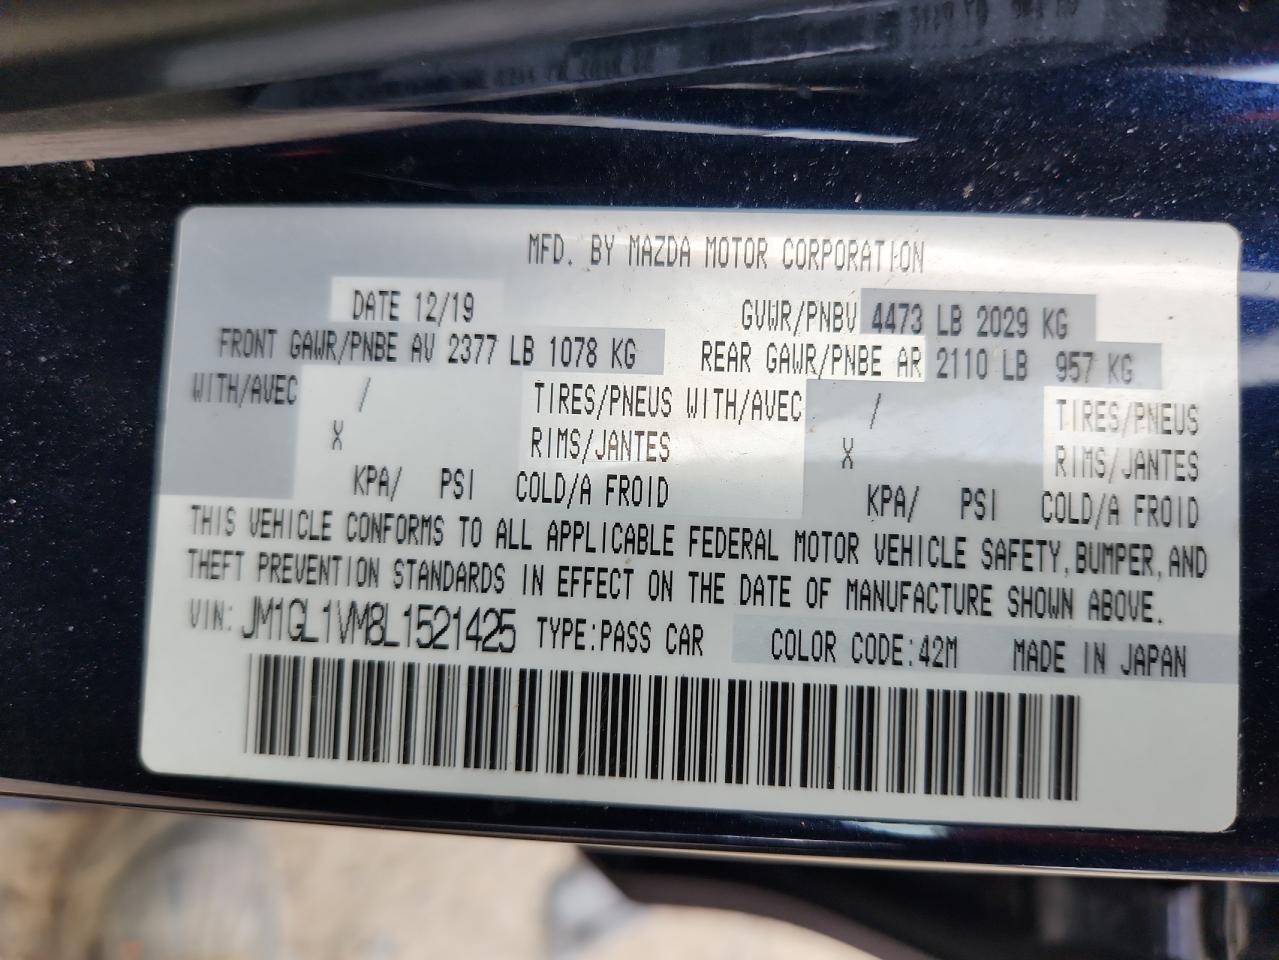 MFD. BY MAZDA MOTOR CORPORATION
DATE 12/19 GVWR/PNBV 4473 LB 2029 KG
FRONT GAWR/PNBE AV 2377 LB 1078 KG REAR GAWR/PNBE AR 2110 LB 957 KG
WITH/AVEC / TIRES/PNEUS WITH/AVEC / TIRES/PNEUS
X RIMS/JANTES X RIMS/JANTES
KPA/ PSI COLD/A FROID KPA/ PSI COLD/A FROID
THIS VEHICLE CONFORMS TO ALL APPLICABLE FEDERAL MOTOR VEHICLE SAFETY, BUMPER, AND
THEFT PREVENTION STANDARDS IN EFFECT ON THE DATE OF MANUFACTURE SHOWN ABOVE.
VIN: JM1GL1VM8L1521425 TYPE:PASS CAR COLOR CODE:42M MADE IN JAPAN